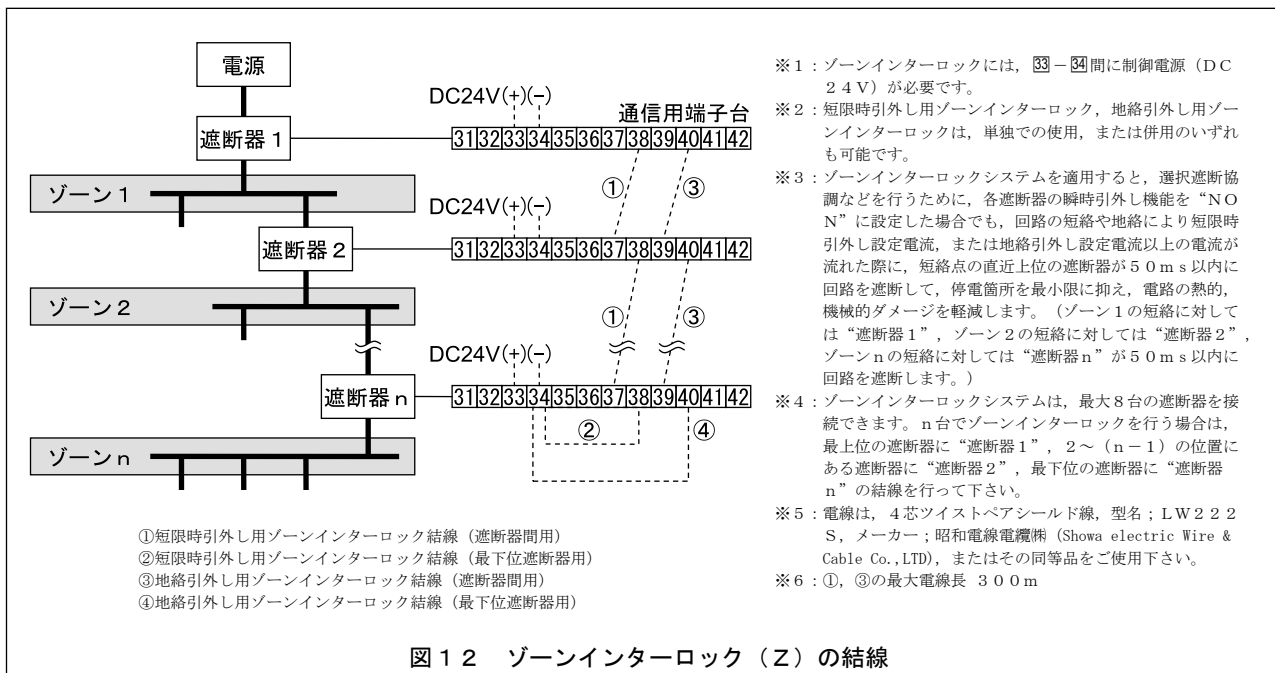 電源
遮断器1
ゾーン1
遮断器2
ゾーン2
遮断器n
ゾーンn
DC24V(+)(-)
通信用端子台
31 32 33 34 35 36 37 38 39 40 41 42
① ③
DC24V(+)(-)
31 32 33 34 35 36 37 38 39 40 41 42
① ③
DC24V(+)(-)
31 32 33 34 35 36 37 38 39 40 41 42
② ④
①短限時引外し用ゾーンインターロック結線(遮断器間用)
②短限時引外し用ゾーンインターロック結線(最下位遮断器用)
③地絡引外し用ゾーンインターロック結線(遮断器間用)
④地絡引外し用ゾーンインターロック結線(最下位遮断器用)
※1:ゾーンインターロックには,33-34間に制御電源(DC
24V)が必要です。
※2:短限時引外し用ゾーンインターロック,地絡引外し用ゾー
ンインターロックは,単独での使用,または併用のいずれ
も可能です。
※3:ゾーンインターロックシステムを適用すると,選択遮断協
調などを行うために,各遮断器の瞬時引外し機能を“NO
N”に設定した場合でも,回路の短絡や地絡により短限時
引外し設定電流,または地絡引外し設定電流以上の電流が
流れた際に,短絡点の直近上位の遮断器が50ms以内に
回路を遮断して,停電箇所を最小限に抑え,電路の熱的,
機械的ダメージを軽減します。(ゾーン1の短絡に対して
は“遮断器1”,ゾーン2の短絡に対しては“遮断器2”,
ゾーンnの短絡に対しては“遮断器n”が50ms以内に
回路を遮断します。)
※4:ゾーンインターロックシステムは,最大8台の遮断器を接
続できます。n台でゾーンインターロックを行う場合は,
最上位の遮断器に“遮断器1”,2~(n-1)の位置に
ある遮断器に“遮断器2”,最下位の遮断器に“遮断器
n”の結線を行って下さい。
※5:電線は,4芯ツイストペアシールド線,型名;LW222
S,メーカー;昭和電線電纜㈱(Showa electric Wire &
Cable Co.,LTD),またはその同等品をご使用下さい。
※6:①,③の最大電線長 300m
図12 ゾーンインターロック(Z)の結線